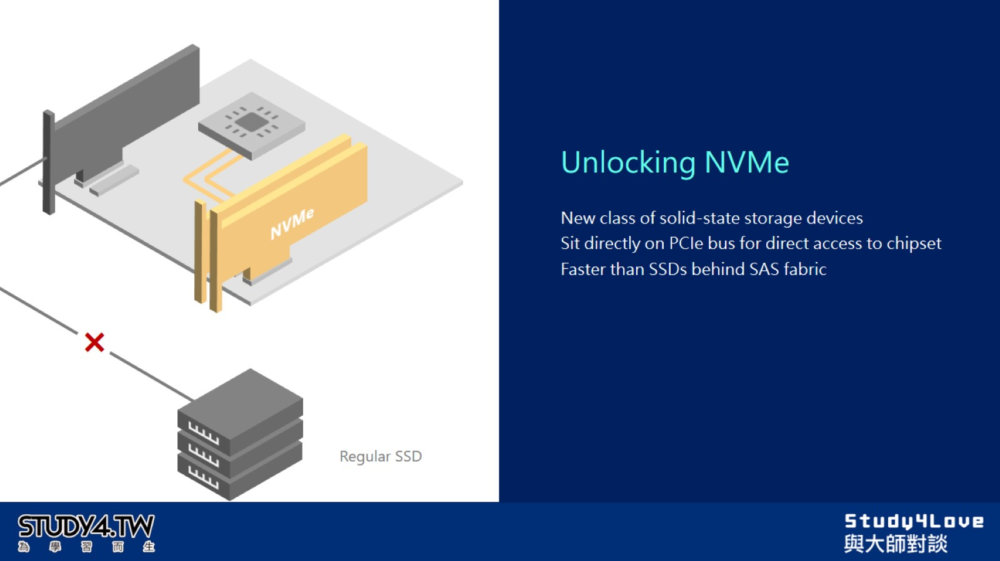 NVMe
Regular SSD
Unlocking NVMe
New class of solid-state storage devices
Sit directly on PCIe bus for direct access to chipset
Faster than SSDs behind SAS fabric
STUDY4.TW
為學習而生
Study4Love
與大師對談